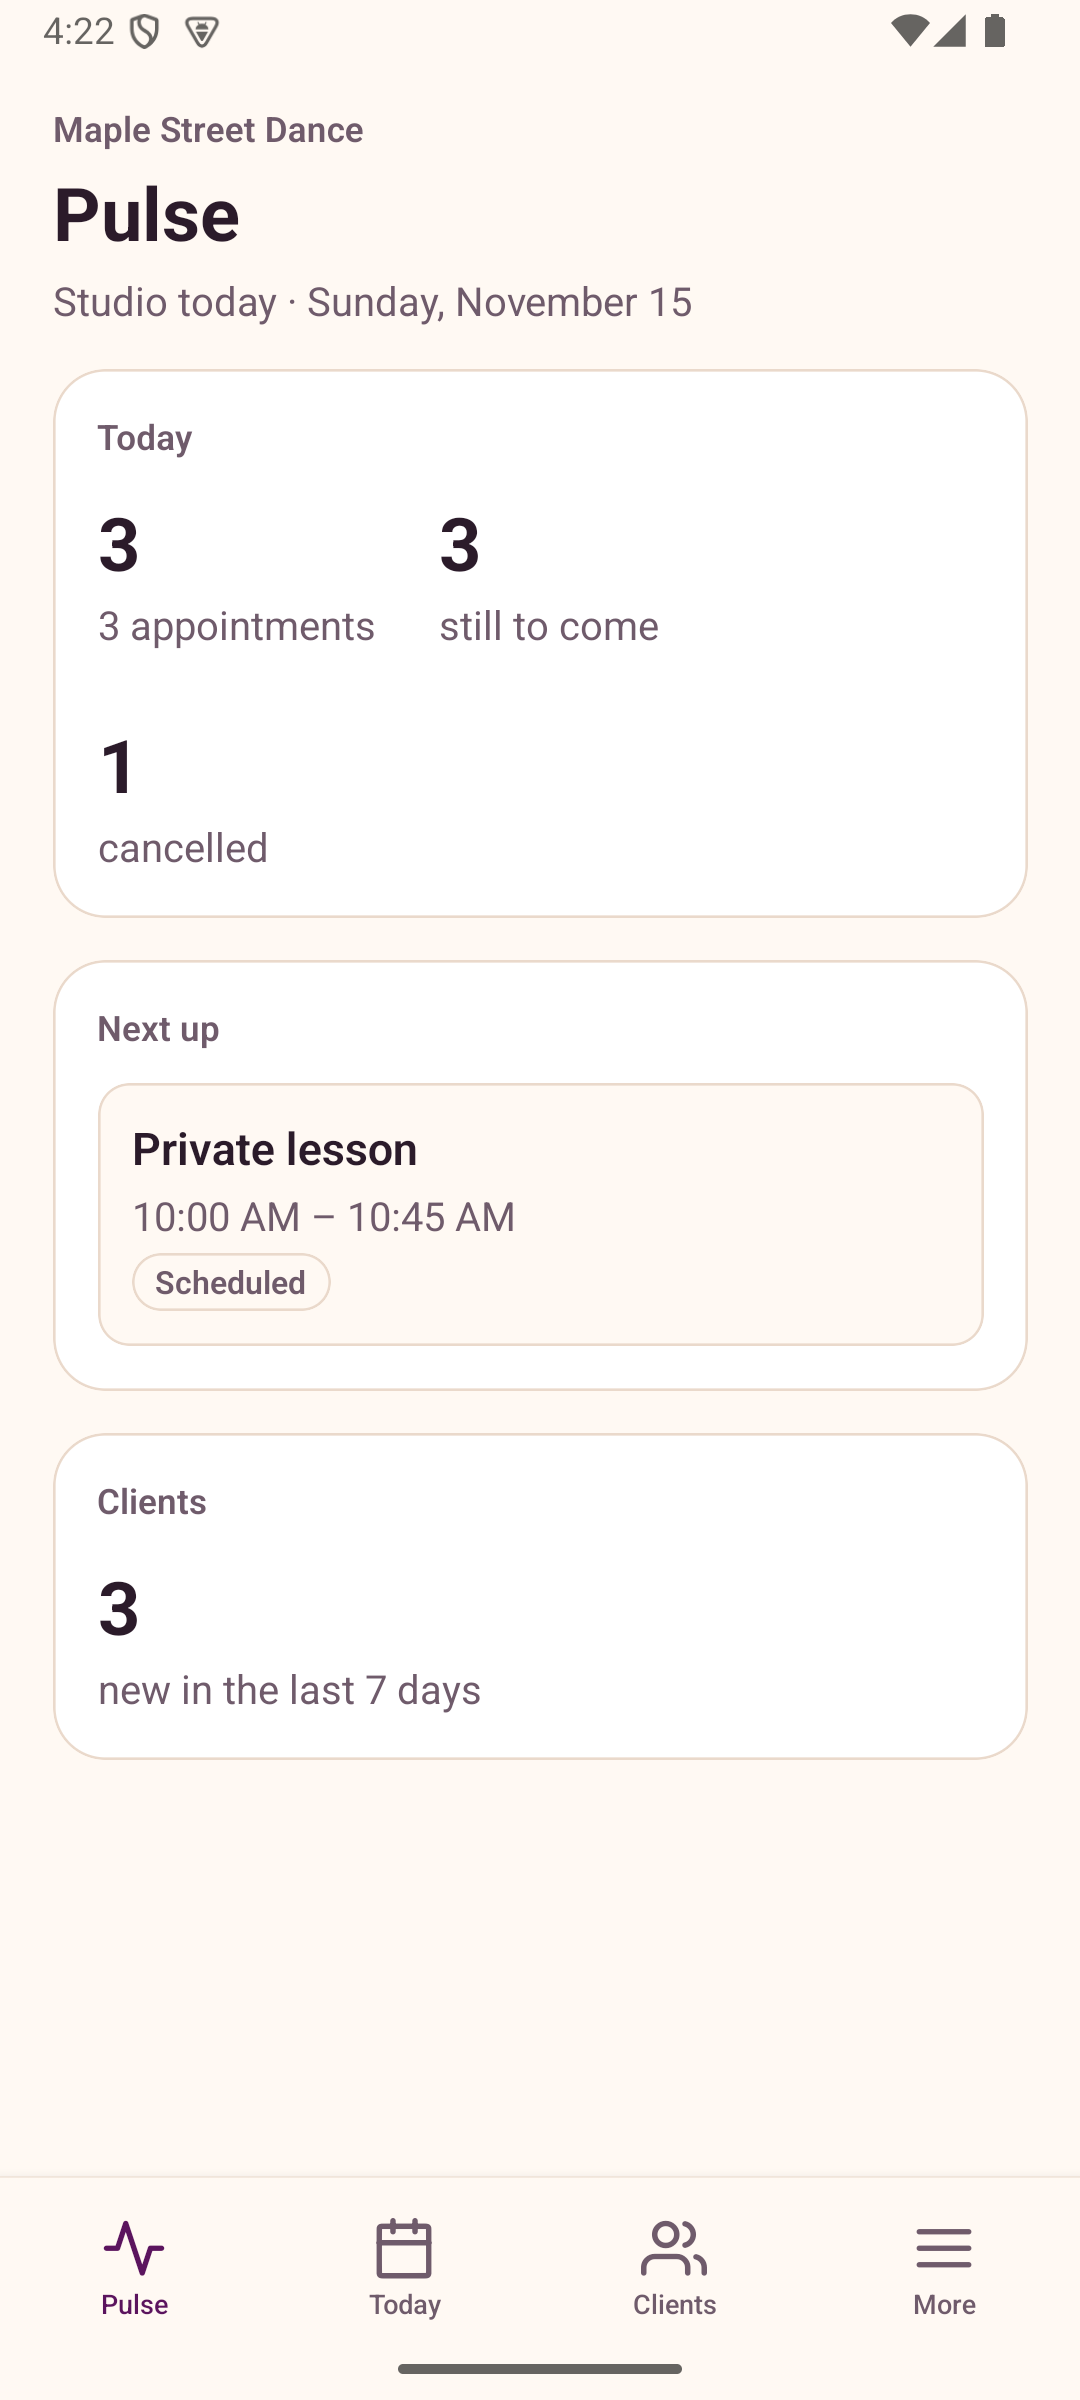 4:22
Maple Street Dance
Pulse
Studio today · Sunday, November 15
Today
3
3 appointments
3
still to come
1
cancelled
Next up
Private lesson
10:00 AM – 10:45 AM
Scheduled
Clients
3
new in the last 7 days
Pulse
Today
Clients
More